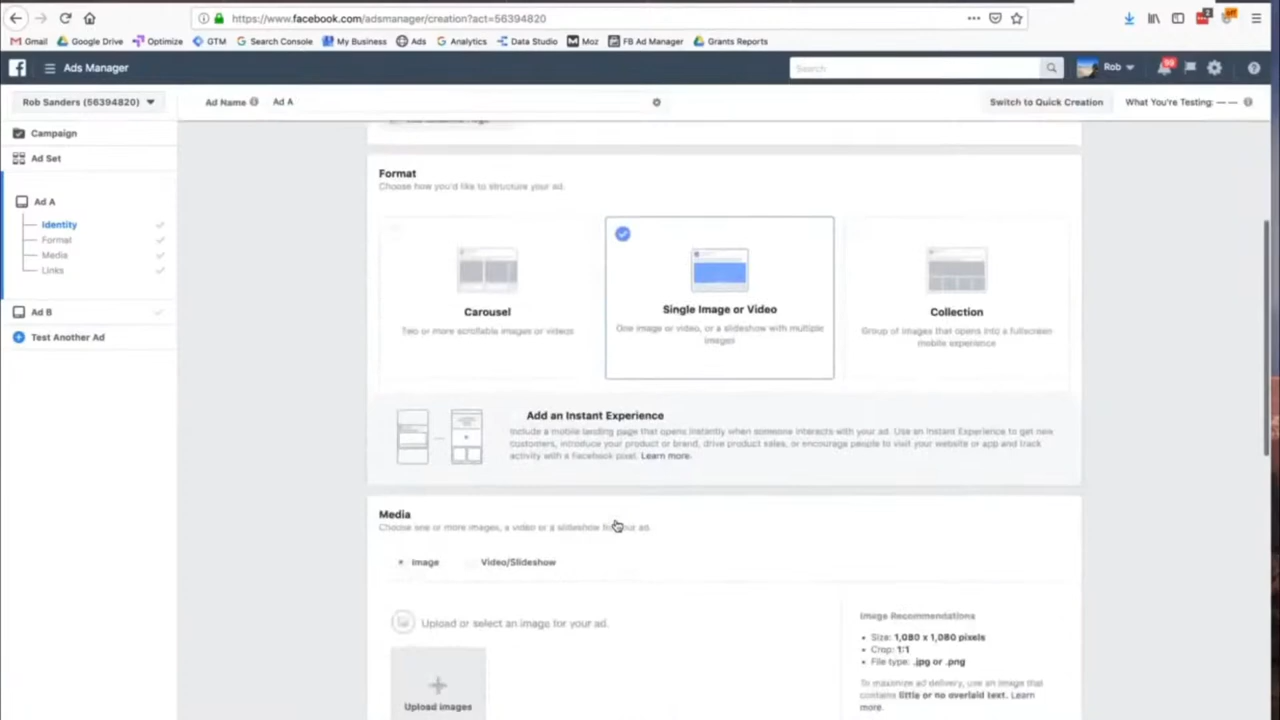 https://www.facebook.com/adsmanager/creation?act=56394820
Gmail Google Drive Optimize GTM Search Console My Business Ads Analytics Data Studio Moz FB Ad Manager Grants Reports
Ads Manager Search Rob
Rob Sanders (56394820) Ad Name Ad A Switch to Quick Creation What You're Testing: — —
Campaign
Ad Set
Ad A
Identity
Format
Media
Links
Ad B
Test Another Ad
Format
Choose how you'd like to structure your ad.
Carousel
Two or more scrollable images or videos
Single Image or Video
One image or video, or a slideshow with multiple
images
Collection
Group of images that opens into a fullscreen
mobile experience
Add an Instant Experience
Include a mobile landing page that opens instantly when someone interacts with your ad. Use an Instant Experience to get new
customers, introduce your product or brand, drive product sales, or encourage people to visit your website or app and track
activity with a Facebook pixel. Learn more.
Media
Choose one or more images, a video or a slideshow for your ad.
Image Video/Slideshow
Upload or select an image for your ad.
Upload images
Image Recommendations
• Size: 1,080 x 1,080 pixels
• Crop: 1:1
• File type: .jpg or .png
To maximize ad delivery, use an image that
contains little or no overlaid text. Learn
more.